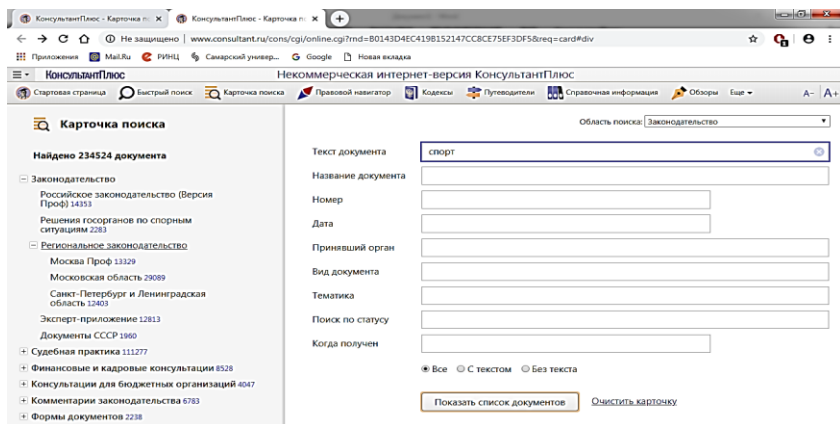 КонсультантПлюс - Карточка п
КонсультантПлюс - Карточка п
Не защищено | www.consultant.ru/cons/cgi/online.cgi?rnd=B0143D4EC419B152147CC8CE75EF3DF5&req=card#div
Приложения Mail.Ru РИНЦ Самарский универ... Google Новая вкладка
КонсультантПлюс Некоммерческая интернет-версия КонсультантПлюс
Стартовая страница Быстрый поиск Карточка поиска Правовой навигатор Кодексы Путеводители Справочная информация Обзоры Еще A- A+
Карточка поиска
Область поиска: Законодательство
Найдено 234524 документа
Законодательство
Российское законодательство (Версия
Проф) 14353
Решения госорганов по спорным
ситуациям 2283
Региональное законодательство
Москва Проф 13329
Московская область 29089
Санкт-Петербург и Ленинградская
область 12403
Эксперт-приложение 12813
Документы СССР 1960
Судебная практика 111277
Финансовые и кадровые консультации 8528
Консультации для бюджетных организаций 4047
Комментарии законодательства 6783
Формы документов 2238
Текст документа спорт
Название документа
Номер
Дата
Принявший орган
Вид документа
Тематика
Поиск по статусу
Когда получен
Все С текстом Без текста
Показать список документов Очистить карточку